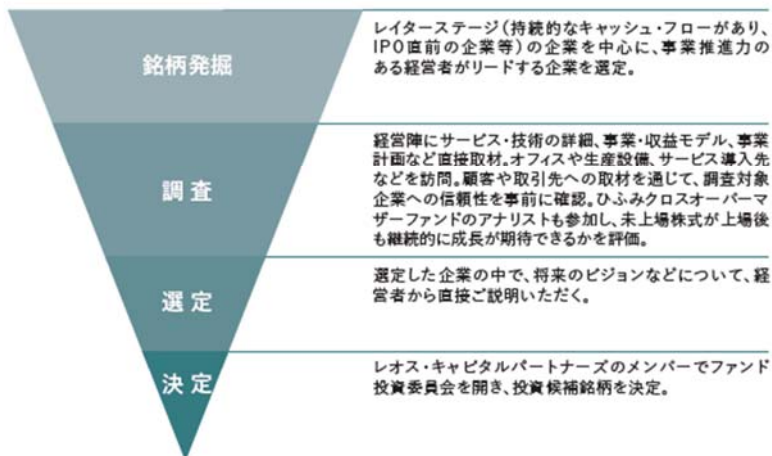 銘柄発掘
レイターステージ(持続的なキャッシュ・フローがあり、
IPO直前の企業等)の企業を中心に、事業推進力の
ある経営者がリードする企業を選定。
調査
経営陣にサービス・技術の詳細、事業・収益モデル、事業
計画など直接取材。オフィスや生産設備、サービス導入先
などを訪問。顧客や取引先への取材を通じて、調査対象
企業への信頼性を事前に確認。ひふみクロスオーバーマ
ザーファンドのアナリストも参加し、未上場株式が上場後
も継続的に成長が期待できるかを評価。
選定
選定した企業の中で、将来のビジョンなどについて、経
営者から直接ご説明いただく。
決定
レオス・キャピタルパートナーズのメンバーでファンド
投資委員会を開き、投資候補銘柄を決定。